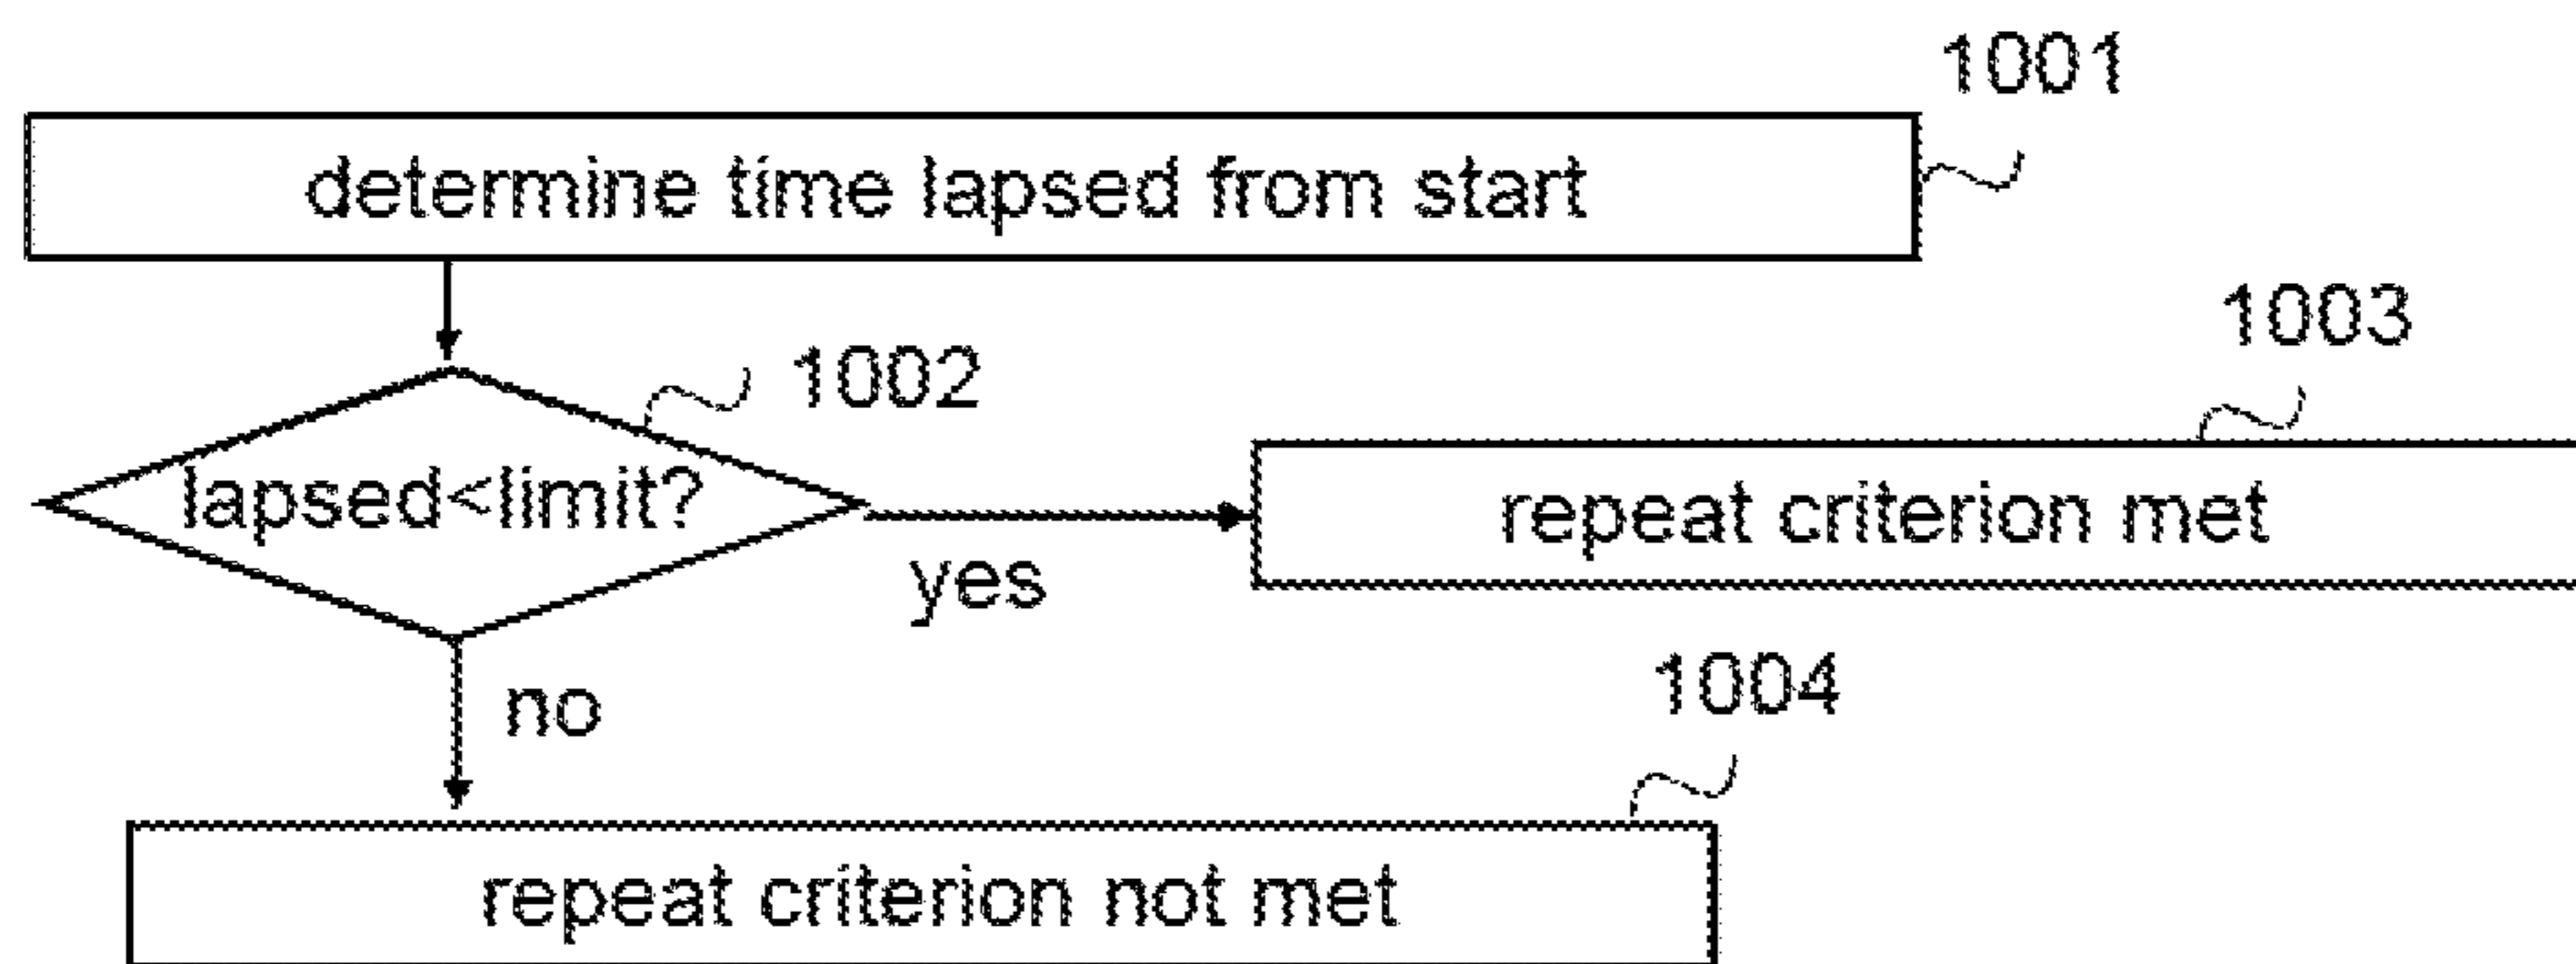 1001
determine time lapsed from start
1003
1002
lapsed<limit?
repeat criterion met
yes
1004
no
repeat criterion not met